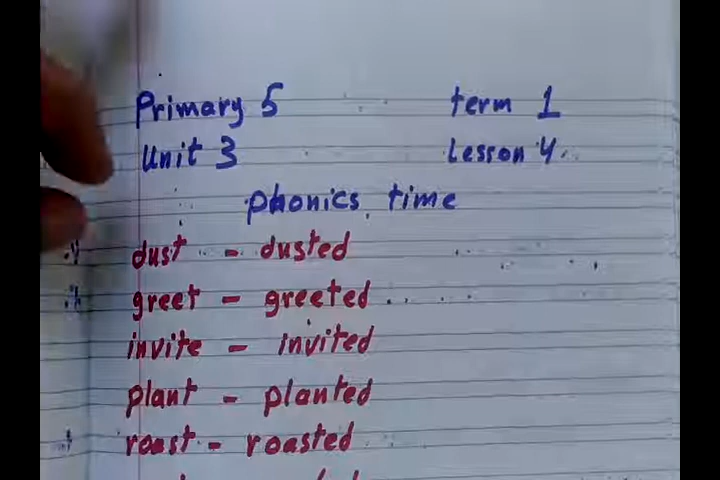 Primary 5 term 1
Unit 3 Lesson 4
phonics time
dust - dusted
greet - greeted
invite - invited
plant - planted
roast - roasted